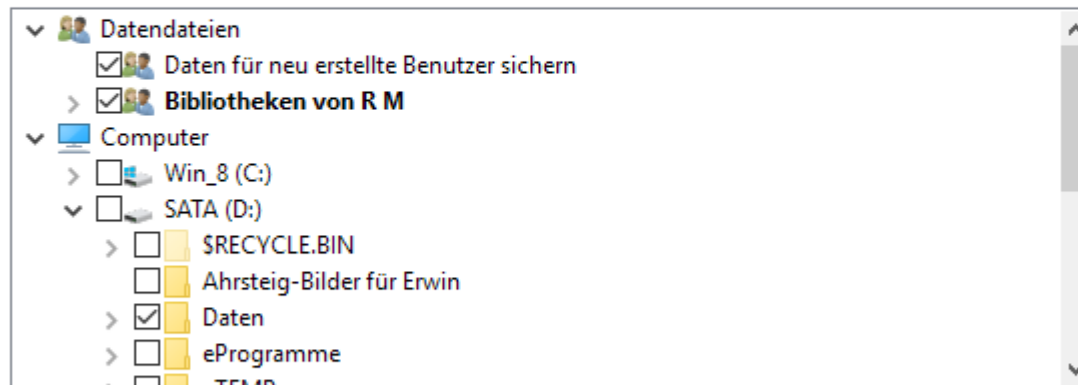 Datendateien
Daten für neu erstellte Benutzer sichern
Bibliotheken von R M
Computer
Win_8 (C:)
SATA (D:)
$RECYCLE.BIN
Ahrsteig-Bilder für Erwin
Daten
eProgramme